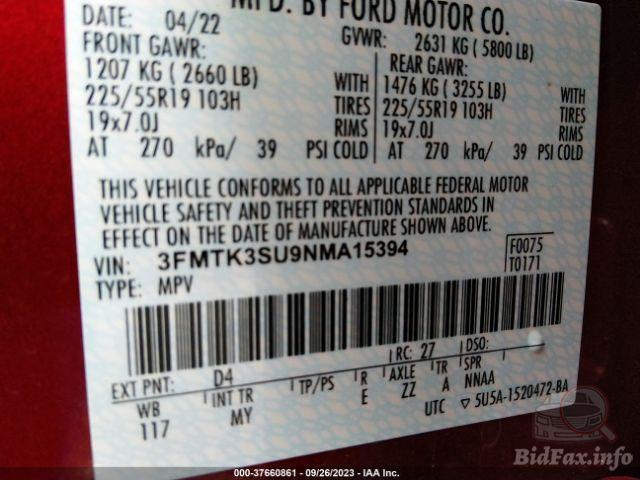 MFD. BY FORD MOTOR CO.
04/22 GVWR: 2631 KG ( 5800 LB)
FRONT GAWR: REAR GAWR:
1207 KG ( 2660 LB) WITH 1476 KG ( 3255 LB) WITH
225/55R19 103H TIRES 225/55R19 103H TIRES
19x7.0J RIMS 19x7.0J RIMS
AT 270 kPa/ 39 PSI COLD AT 270 kPa/ 39 PSI COLD
THIS VEHICLE CONFORMS TO ALL APPLICABLE FEDERAL MOTOR
VEHICLE SAFETY AND THEFT PREVENTION STANDARDS IN
EFFECT ON THE DATE OF MANUFACTURE SHOWN ABOVE.
VIN: 3FMTK3SU9NMA15394 F0075
TYPE: MPV T0171
EXT PNT: D4 RC: 27 DSO:
WB INT TR TP/PS R AXLE TR SPR
117 MY E ZZ A NNAA
UTC ▽ 5U5A-1520472-BA
BidFax.info
000-37660861 - 09/26/2023 - IAA Inc.